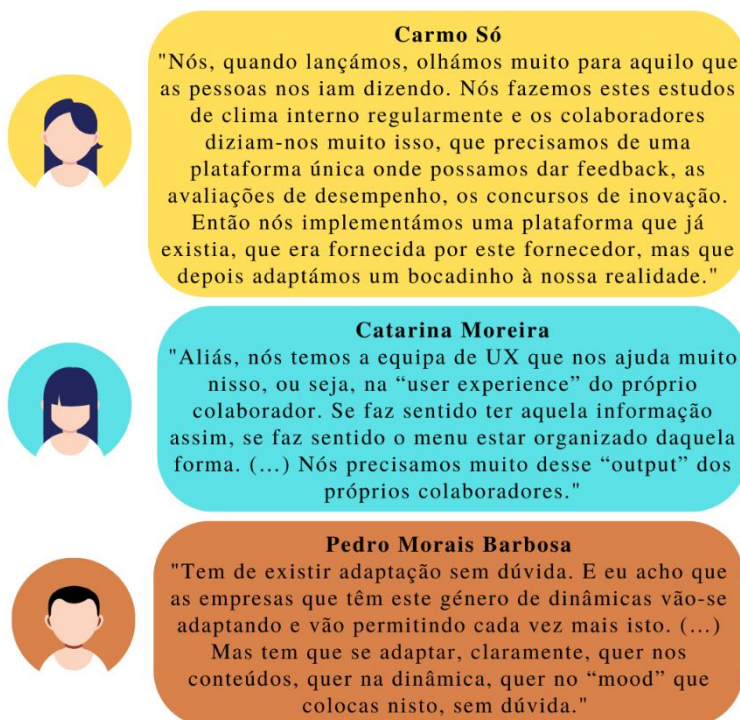 Carmo Só
"Nós, quando lançámos, olhámos muito para aquilo que
as pessoas nos iam dizendo. Nós fazemos estes estudos
de clima interno regularmente e os colaboradores
diziam-nos muito isso, que precisamos de uma
plataforma única onde possamos dar feedback, as
avaliações de desempenho, os concursos de inovação.
Então nós implementámos uma plataforma que já
existia, que era fornecida por este fornecedor, mas que
depois adaptámos um bocadinho à nossa realidade."
Catarina Moreira
"Aliás, nós temos a equipa de UX que nos ajuda muito
nisso, ou seja, na “user experience” do próprio
colaborador. Se faz sentido ter aquela informação
assim, se faz sentido o menu estar organizado daquela
forma. (...) Nós precisamos muito desse “output” dos
próprios colaboradores."
Pedro Morais Barbosa
"Tem de existir adaptação sem dúvida. E eu acho que
as empresas que têm este género de dinâmicas vão-se
adaptando e vão permitindo cada vez mais isto. (...)
Mas tem que se adaptar, claramente, quer nos
conteúdos, quer na dinâmica, quer no “mood” que
colocas nisto, sem dúvida."